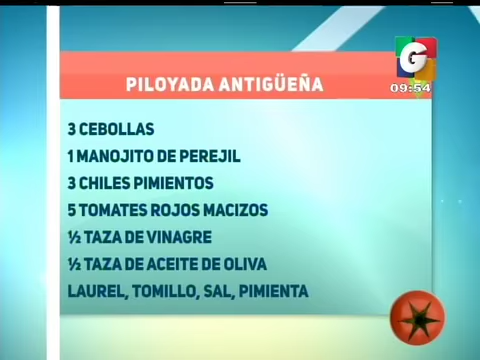 G
09:54
PILOYADA ANTIGÜEÑA
3 CEBOLLAS
1 MANOJITO DE PEREJIL
3 CHILES PIMIENTOS
5 TOMATES ROJOS MACIZOS
½ TAZA DE VINAGRE
½ TAZA DE ACEITE DE OLIVA
LAUREL, TOMILLO, SAL, PIMIENTA